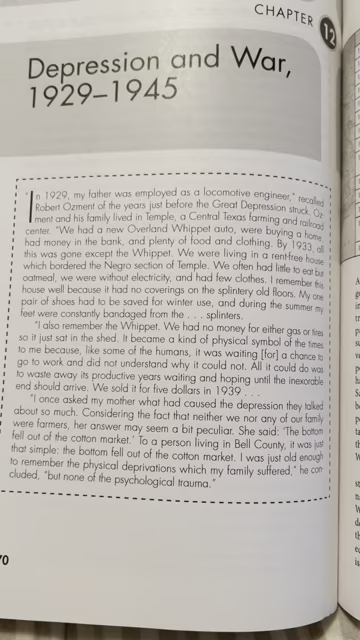 CHAPTER 12
Depression and War,
1929–1945
"In 1929, my father was employed as a locomotive engineer," recalled
Robert Ozment of the years just before the Great Depression struck. Oz-
ment and his family lived in Temple, a Central Texas farming and railroad
center. "We had a new Overland Whippet auto, were buying a home,
had money in the bank, and plenty of food and clothing. By 1933, all
this was gone except the Whippet. We were living in a rent-free house
which bordered the Negro section of Temple. We often had little to eat but
oatmeal, we were without electricity, and had few clothes. I remember this
house well because it had no coverings on the splintery old floors. My one
pair of shoes had to be saved for winter use, and during the summer my
feet were constantly bandaged from the . . . splinters.
"I also remember the Whippet. We had no money for either gas or tires
so it just sat in the shed. It became a kind of physical symbol of the times
to me because, like some of the humans, it was waiting [for] a chance to
go to work and did not understand why it could not. All it could do was
to waste away its productive years waiting and hoping until the inexorable
end should arrive. We sold it for five dollars in 1939 . . .
"I once asked my mother what had caused the depression they talked
about so much. Considering the fact that neither we nor any of our family
were farmers, her answer may seem a bit peculiar. She said: 'The bottom
fell out of the cotton market.' To a person living in Bell County, it was just
that simple: the bottom fell out of the cotton market. I was just old enough
to remember the physical deprivations which my family suffered," he con-
cluded, "but none of the psychological trauma."
70